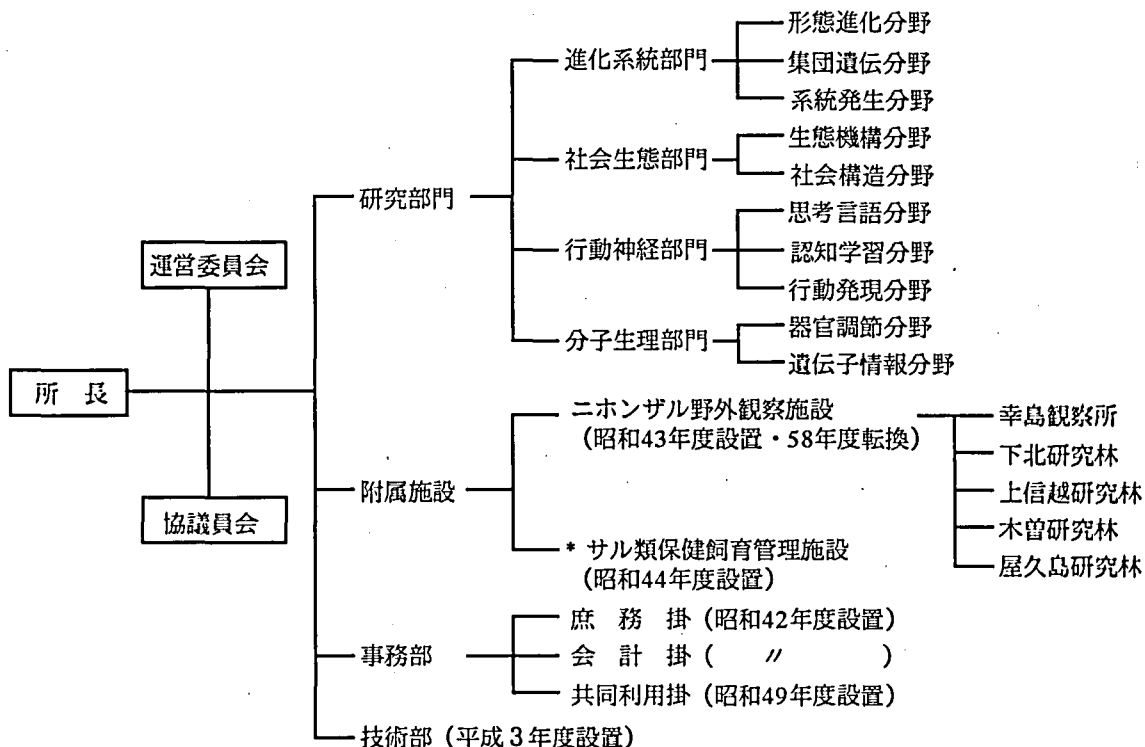 所 長
運営委員会
協議員会
研究部門
進化系統部門
形態進化分野
集団遺伝分野
系統発生分野
社会生態部門
生態機構分野
社会構造分野
行動神経部門
思考言語分野
認知学習分野
行動発現分野
分子生理部門
器官調節分野
遺伝子情報分野
附属施設
ニホンザル野外観察施設
(昭和43年度設置・58年度転換)
幸島観察所
下北研究林
上信越研究林
木曽研究林
屋久島研究林
* サル類保健飼育管理施設
(昭和44年度設置)
事務部
庶 務 掛 (昭和42年度設置)
会 計 掛 ( 〃 )
共同利用掛 (昭和49年度設置)
技術部 (平成3年度設置)